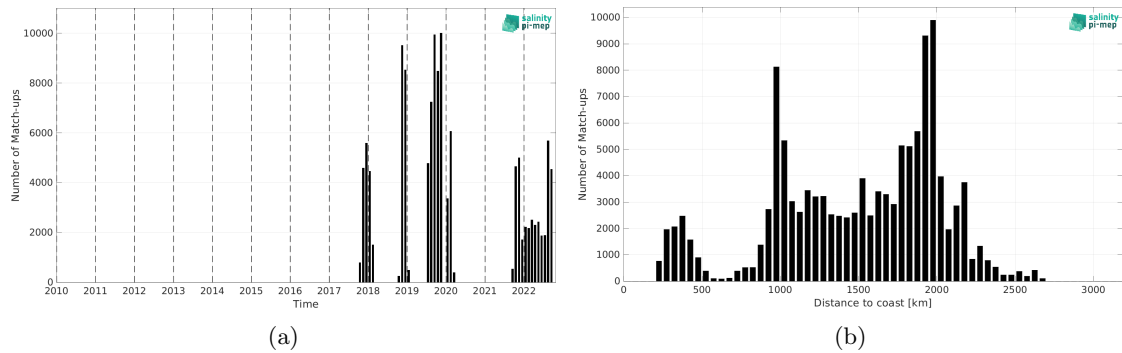 salinity
pi-mep
Number of Match-ups
10000
8000
6000
4000
2000
0
2010 2011 2012 2013 2014 2015 2016 2017 2018 2019 2020 2021 2022
Time
(a)
salinity
pi-mep
Number of Match-ups
10000
9000
8000
7000
6000
5000
4000
3000
2000
1000
0
0 500 1000 1500 2000 2500 3000
Distance to coast [km]
(b)